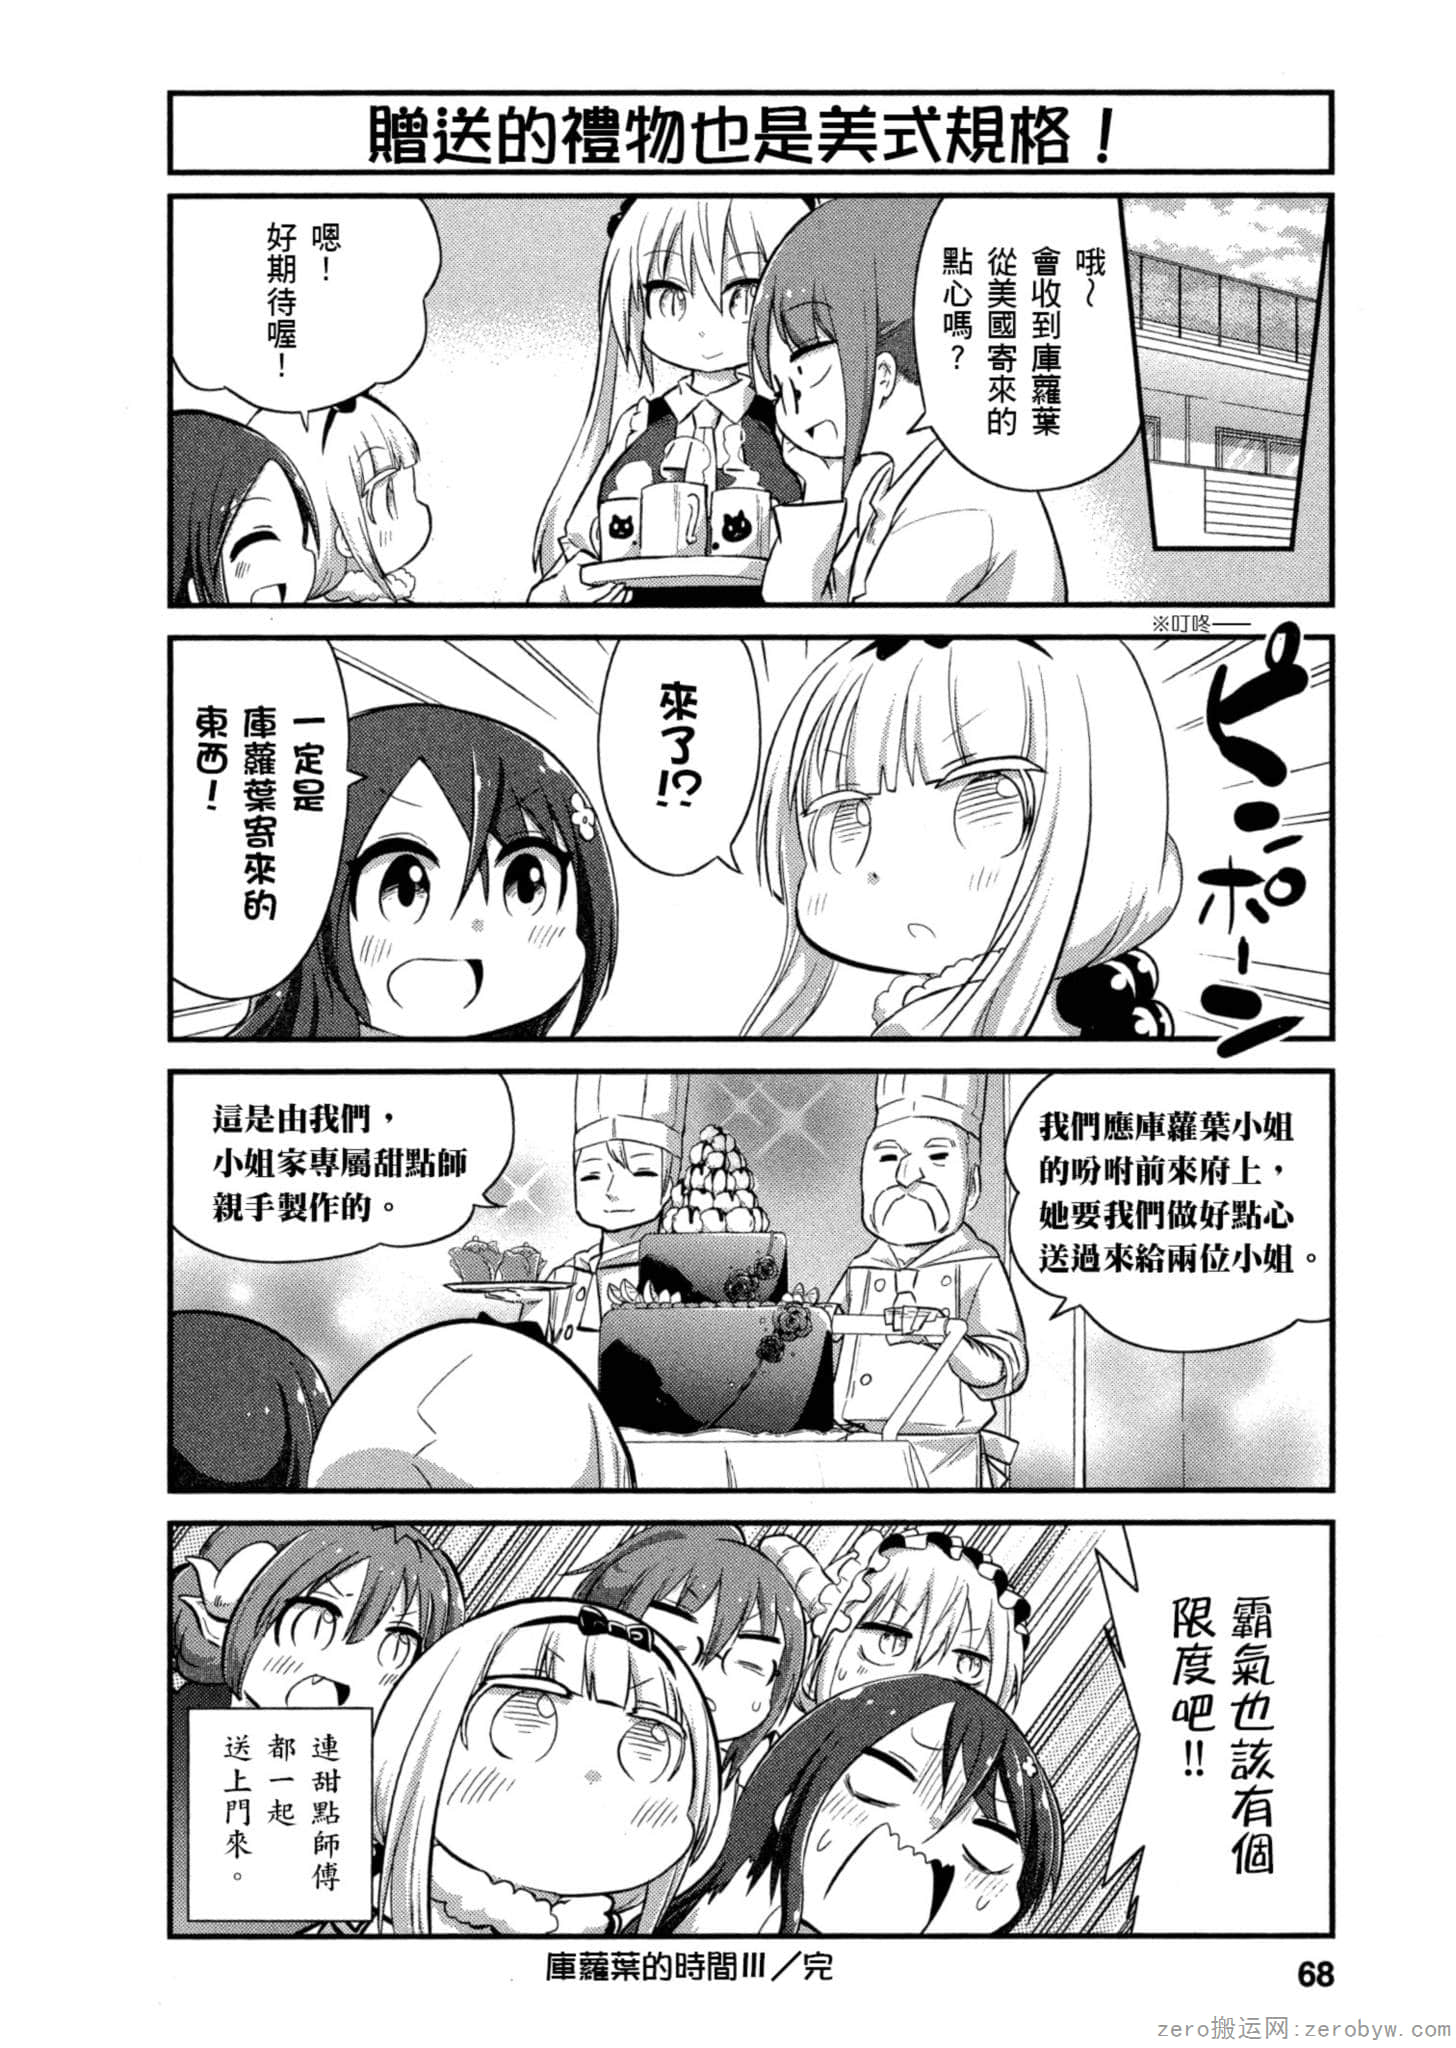 贈送的禮物也是美式規格！
哦～
會收到庫蘿葉
從美國寄來的
點心嗎？
嗯！
好期待喔！
※叮咚──
ピンポーン
來了!?
一定是
庫蘿葉寄來的
東西！
我們應庫蘿葉小姐
的吩咐前來府上，
她要我們做好點心
送過來給兩位小姐。
這是由我們，
小姐家專屬甜點師
親手製作的。
霸氣也該有個
限度吧!!
連甜點師傅
都一起
送上門來。
庫蘿葉的時間III／完
68
zero搬运网:zerobyw.com